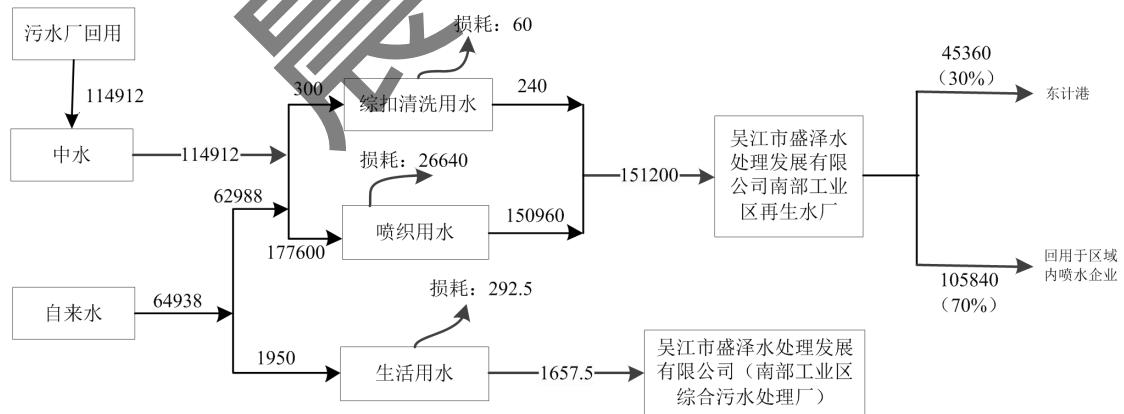 污水厂回用
114912
中水
114912
62988
自来水
64938
1950
300
综扣清洗用水
损耗：60
240
177600
喷织用水
损耗：26640
150960
生活用水
损耗：292.5
1657.5
151200
吴江市盛泽水
处理发展有限
公司南部工业
区再生水厂
吴江市盛泽水处理发展
有限公司（南部工业区
综合污水处理厂）
45360
（30%）
东计港
105840
（70%）
回用于区域
内喷水企业